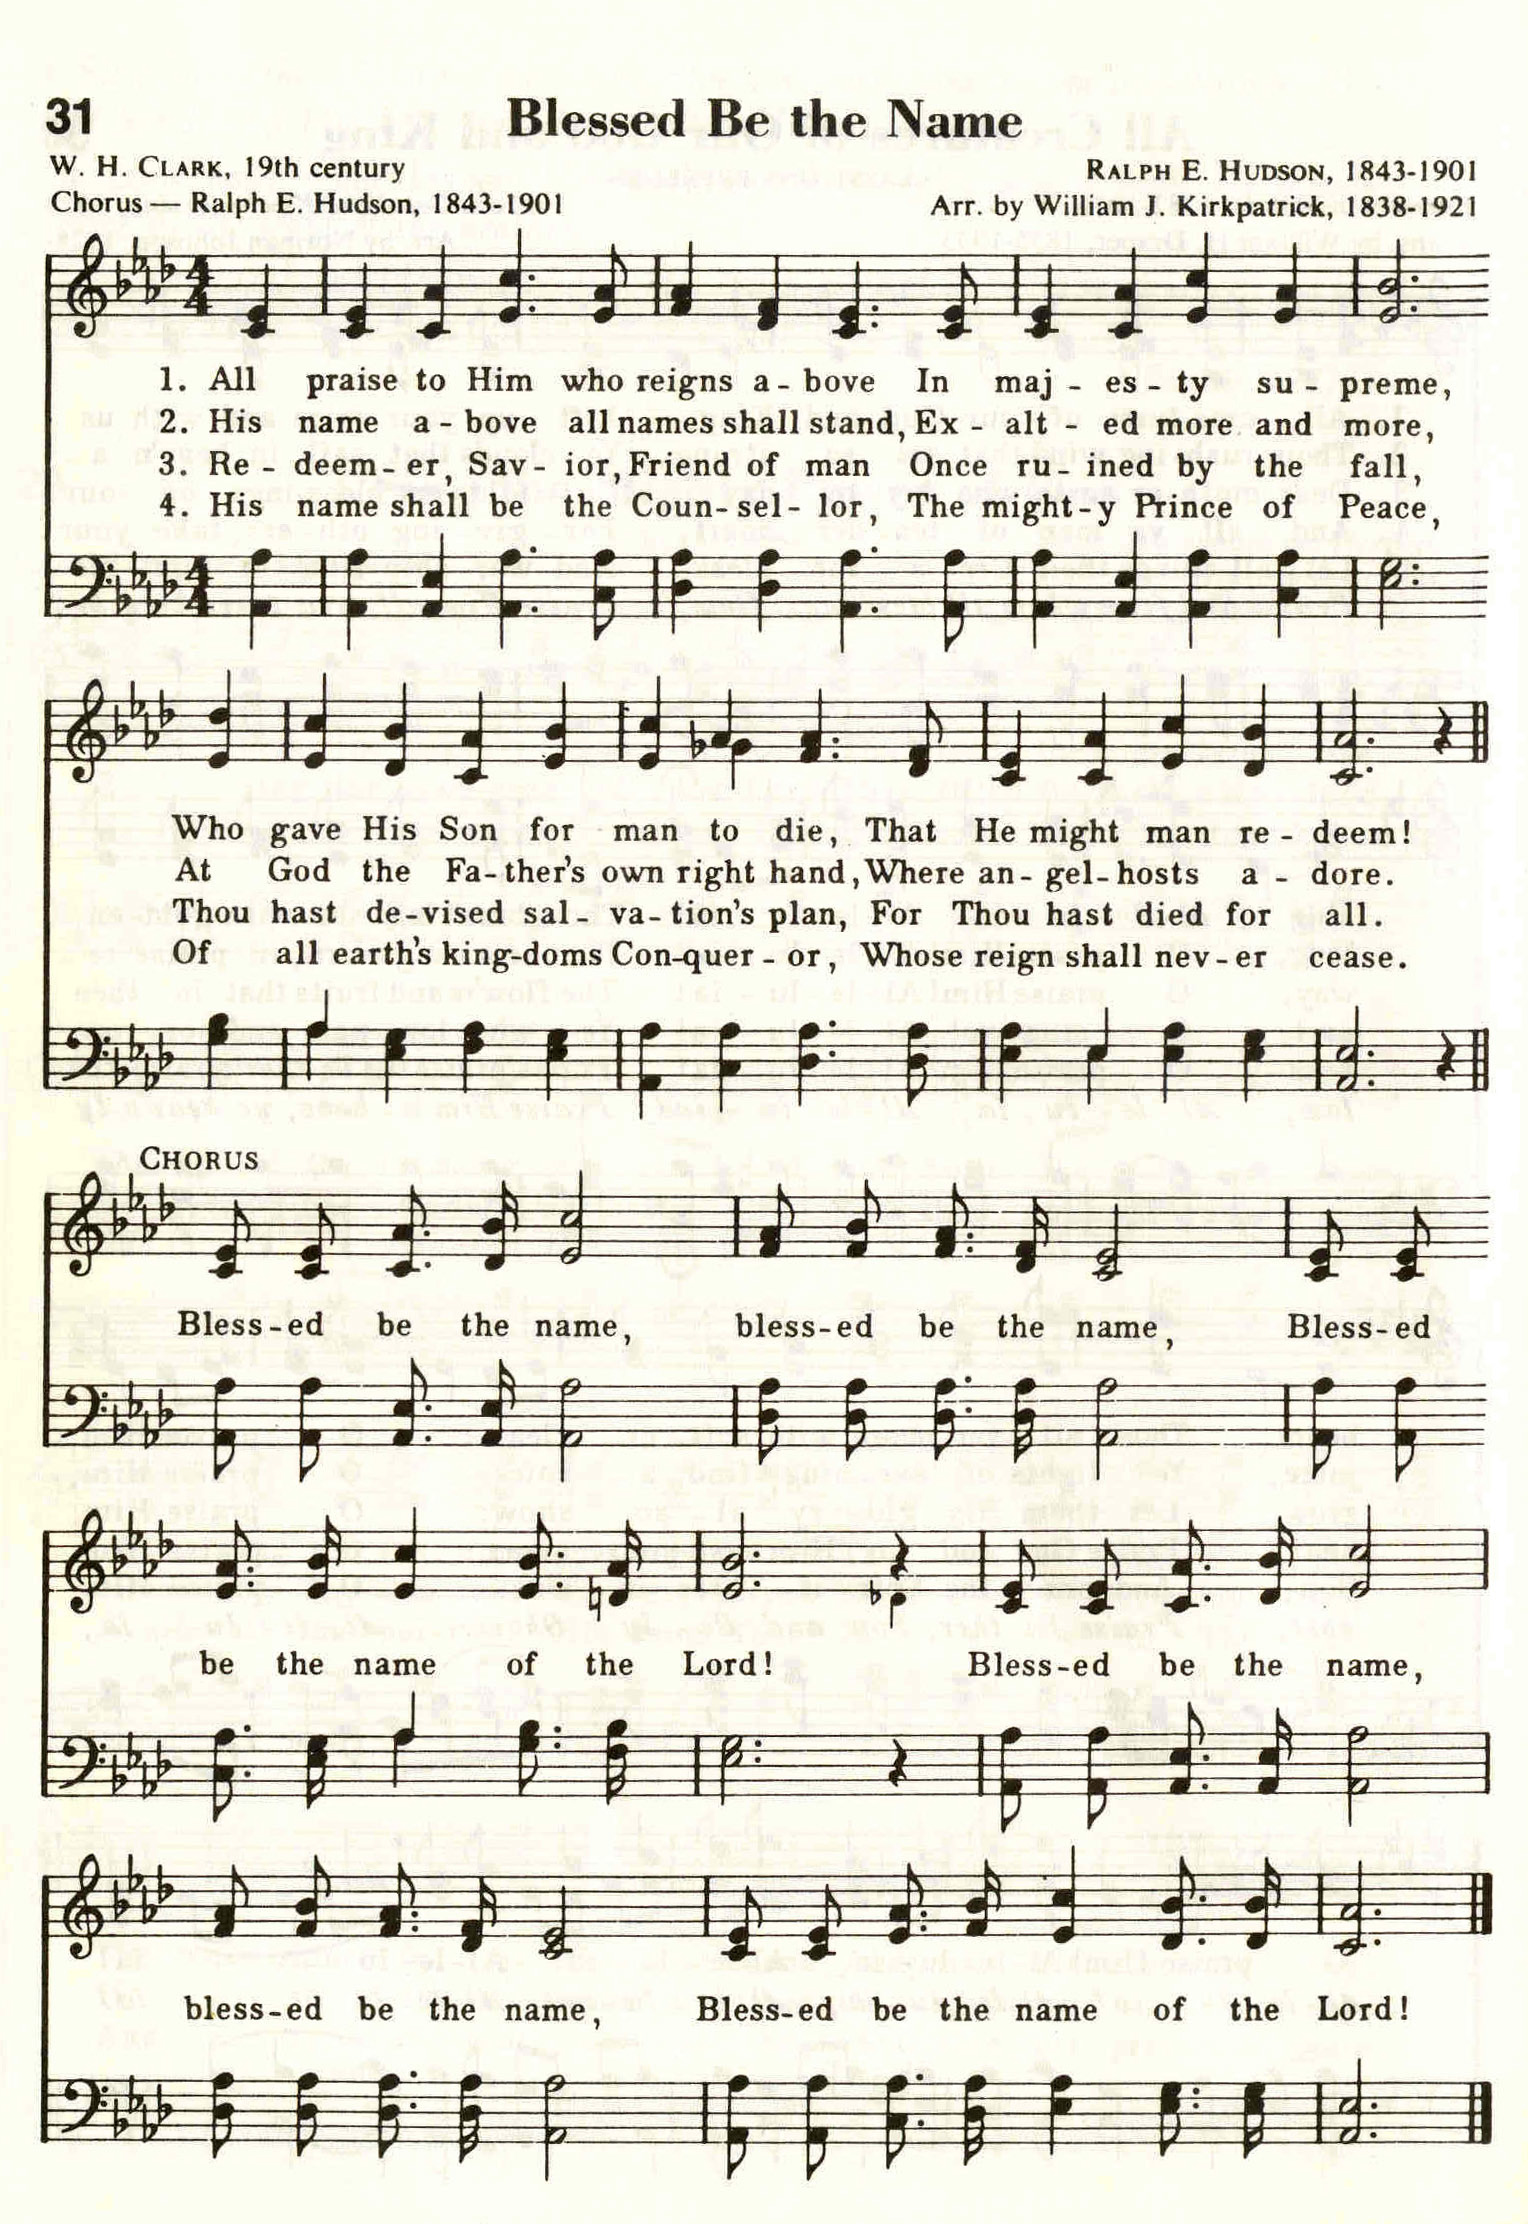 31 Blessed Be the Name
W. H. CLARK, 19th century
RALPH E. HUDSON, 1843-1901
Chorus — Ralph E. Hudson, 1843-1901
Arr. by William J. Kirkpatrick, 1838-1921
1. All praise to Him who reigns a - bove In maj - es - ty su - preme,
2. His name a - bove all names shall stand, Ex - alt - ed more and more,
3. Re - deem - er, Sav - ior, Friend of man Once ru - ined by the fall,
4. His name shall be the Coun - sel - lor, The might - y Prince of Peace,
Who gave His Son for man to die, That He might man re - deem!
At God the Fa - ther's own right hand, Where an - gel - hosts a - dore.
Thou hast de - vised sal - va - tion's plan, For Thou hast died for all.
Of all earth's king - doms Con - quer - or, Whose reign shall nev - er cease.
CHORUS
Bless - ed be the name, bless - ed be the name, Bless - ed
be the name of the Lord! Bless - ed be the name,
bless - ed be the name, Bless - ed be the name of the Lord!